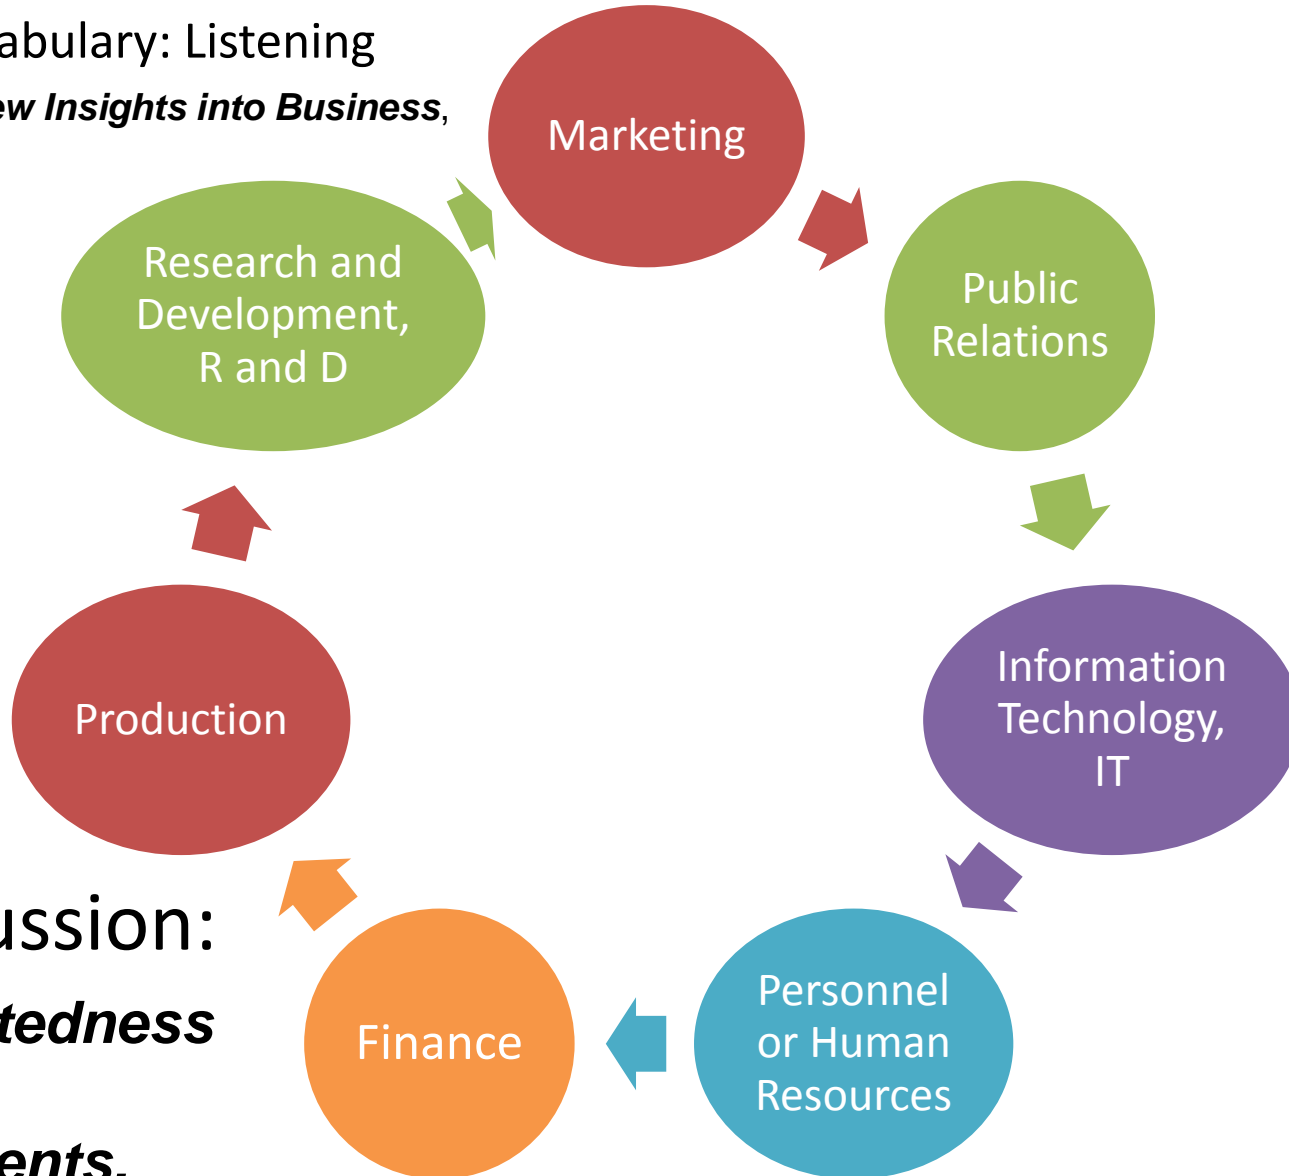 abulary: Listening
ew Insights into Business,
Marketing
Public
Relations
Information
Technology,
IT
Personnel
or Human
Resources
Finance
Production
Research and
Development,
R and D
ussion:
tedness
ents.